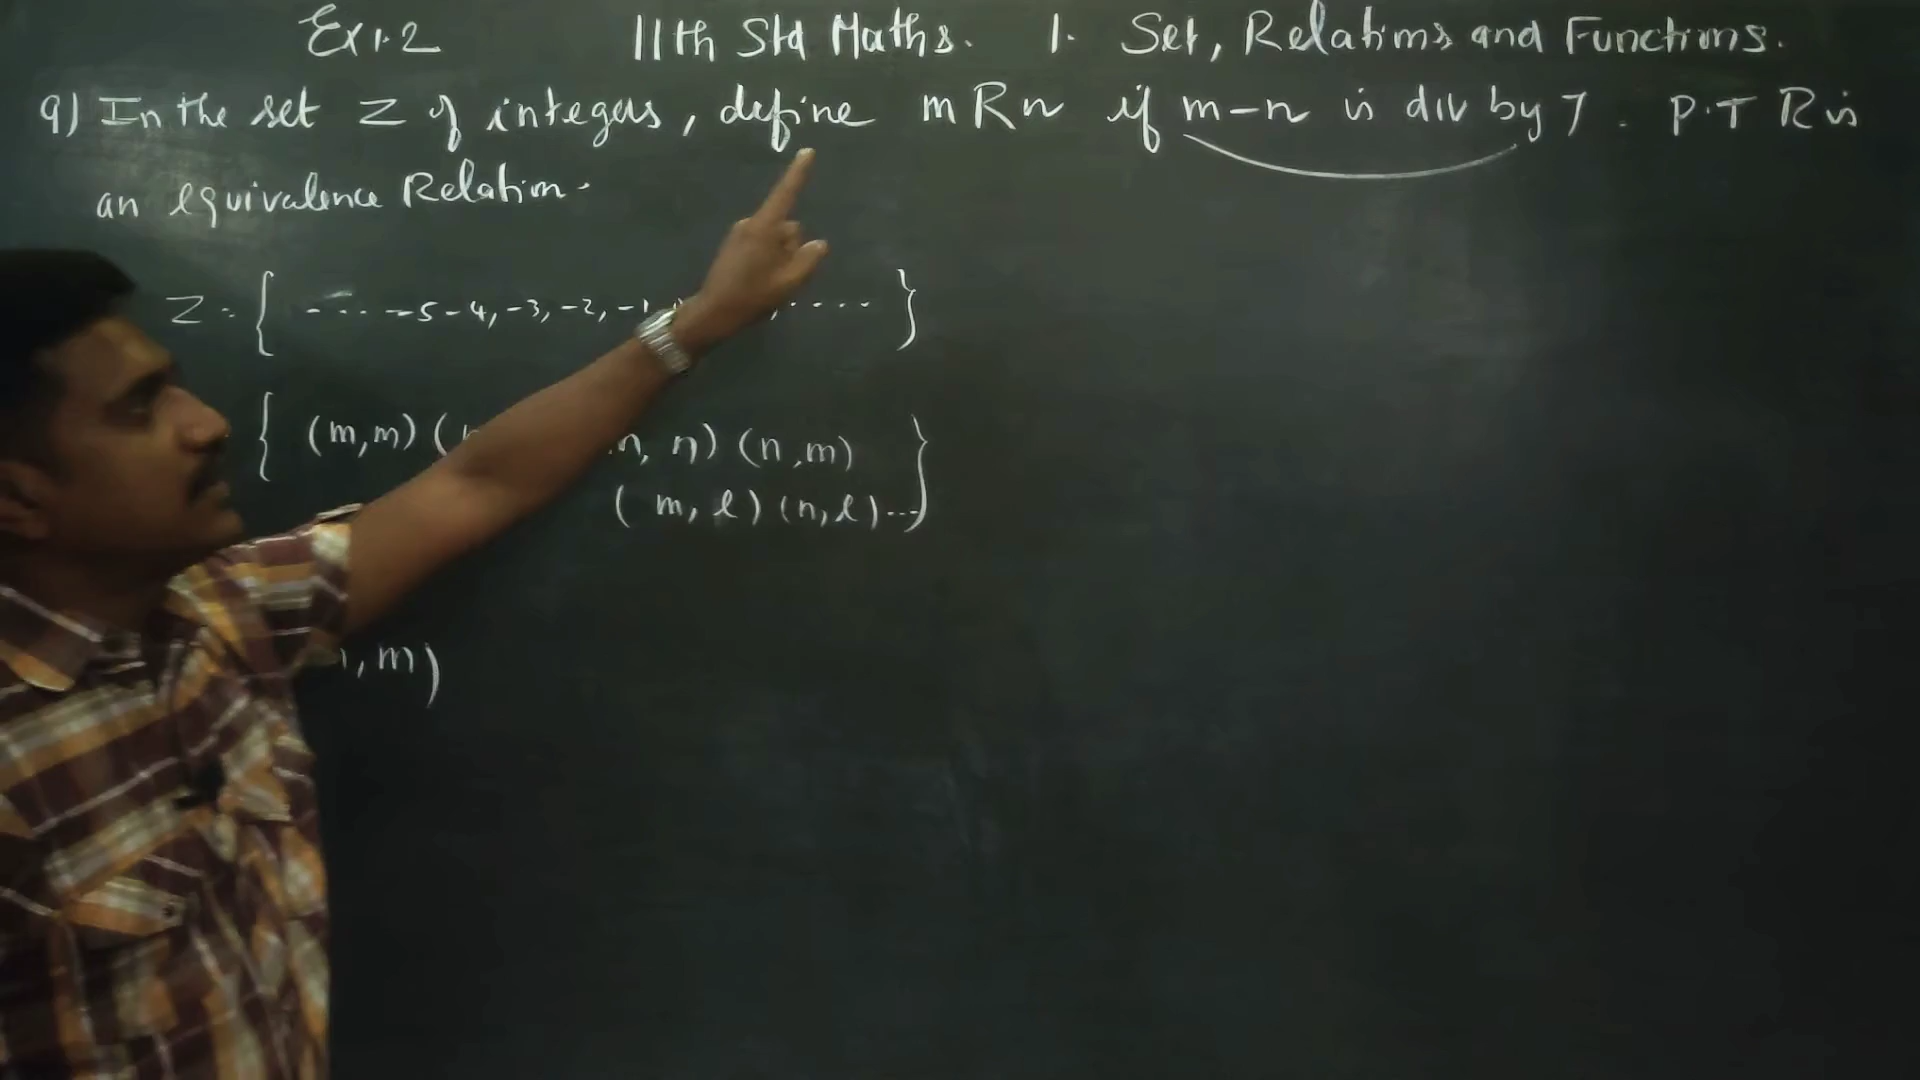 Ex 1.2 11th Std Maths. 1. Set, Relations and Functions.
9) In the set Z of integers, define m R n if m-n is div by 7. P.T R is
an equivalence Relation.
Z = { ---- -5 -4, -3, -2, -1 , .... }
{ (m,m) ( n, n) (n,m)
(m, l) (n, l)... }
, m)